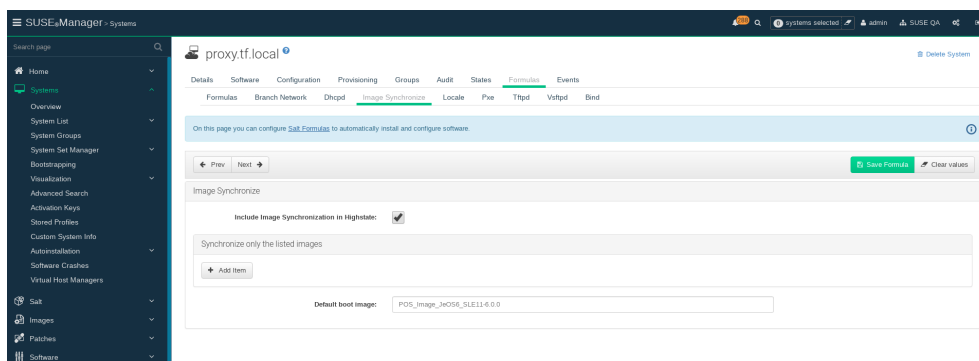 SUSE Manager > Systems
systems selected
admin
SUSE QA
Search page
Home
Systems
Overview
System List
System Groups
System Set Manager
Bootstrapping
Visualization
Advanced Search
Activation Keys
Stored Profiles
Custom System Info
Autoinstallation
Software Crashes
Virtual Host Managers
Salt
Images
Patches
Software
proxy.tf.local ?
Delete System
Details Software Configuration Provisioning Groups Audit States Formulas Events
Formulas Branch Network Dhcpd Image Synchronize Locale Pxe Tftpd Vsftpd Bind
On this page you can configure Salt Formulas to automatically install and configure software.
Prev Next
Save Formula Clear values
Image Synchronize
Include Image Synchronization in Highstate:
Synchronize only the listed images
+ Add Item
Default boot image: POS_Image_JeOS6_SLE11-6.0.0